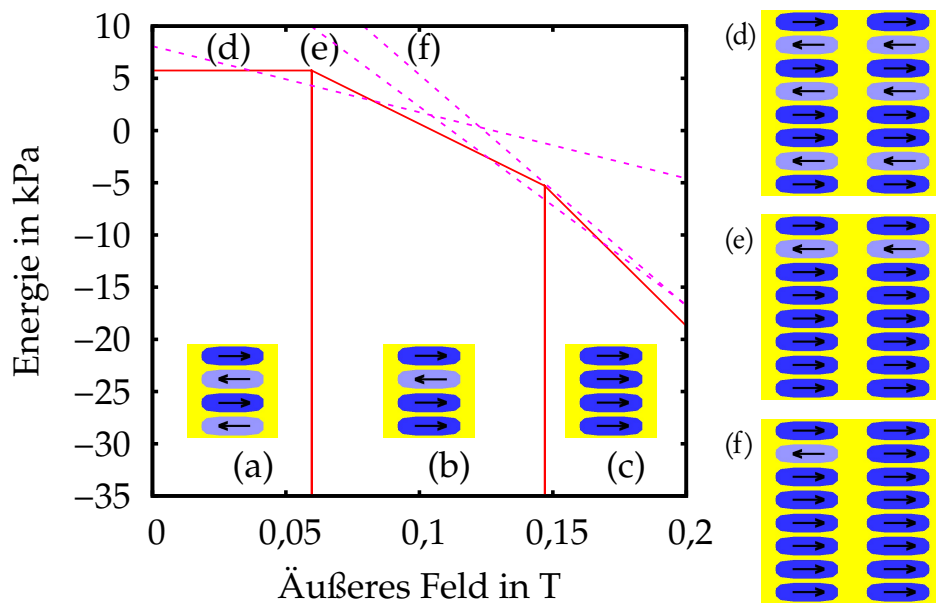 10
5
0
−5
−10
−15
−20
−25
−30
−35
Energie in kPa
(d) (e) (f)
(a) (b) (c)
0 0,05 0,1 0,15 0,2
Äußeres Feld in T
(d)
(e)
(f)